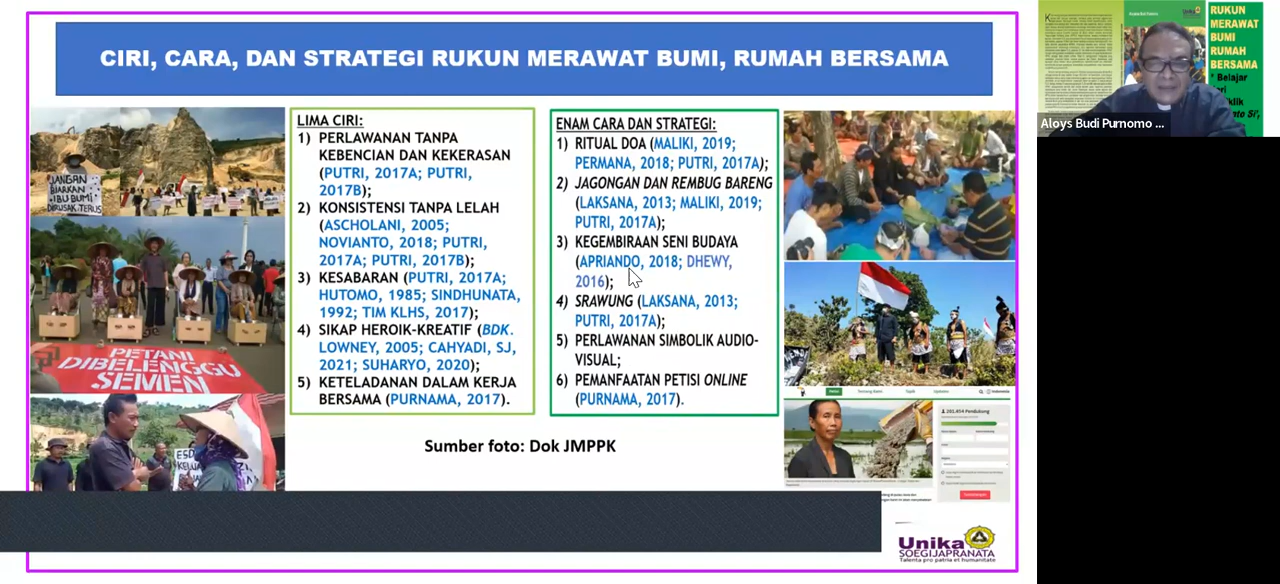 CIRI, CARA, DAN STRATEGI RUKUN MERAWAT BUMI, RUMAH BERSAMA
LIMA CIRI:
1) PERLAWANAN TANPA
KEBENCIAN DAN KEKERASAN
(PUTRI, 2017A; PUTRI,
2017B);
2) KONSISTENSI TANPA LELAH
(ASCHOLANI, 2005;
NOVIANTO, 2018; PUTRI,
2017A; PUTRI, 2017B);
3) KESABARAN (PUTRI, 2017A;
HUTOMO, 1985; SINDHUNATA,
1992; TIM KLHS, 2017);
4) SIKAP HEROIK-KREATIF (BDK.
LOWNEY, 2005; CAHYADI, SJ,
2021; SUHARYO, 2020);
5) KETELADANAN DALAM KERJA
BERSAMA (PURNAMA, 2017).
ENAM CARA DAN STRATEGI:
1) RITUAL DOA (MALIKI, 2019;
PERMANA, 2018; PUTRI, 2017A);
2) JAGONGAN DAN REMBUG BARENG
(LAKSANA, 2013; MALIKI, 2019;
PUTRI, 2017A);
3) KEGEMBIRAAN SENI BUDAYA
(APRIANDO, 2018; DHEWY,
2016);
4) SRAWUNG (LAKSANA, 2013;
PUTRI, 2017A);
5) PERLAWANAN SIMBOLIK AUDIO-
VISUAL;
6) PEMANFAATAN PETISI ONLINE
(PURNAMA, 2017).
Sumber foto: Dok JMPPK
JANGAN
BIARKAN
IBU BUMI
DIRUSAK TERUS
PETANI
DIBELENGGU
SEMEN
201,454 Pendukung
Unika
SOEGIJAPRANATA
Talenta pro patria et humanitate
Unika
RUKUN
MERAWAT
BUMI
RUMAH
BERSAMA
* Belajar
Aloys Budi Purnomo ...